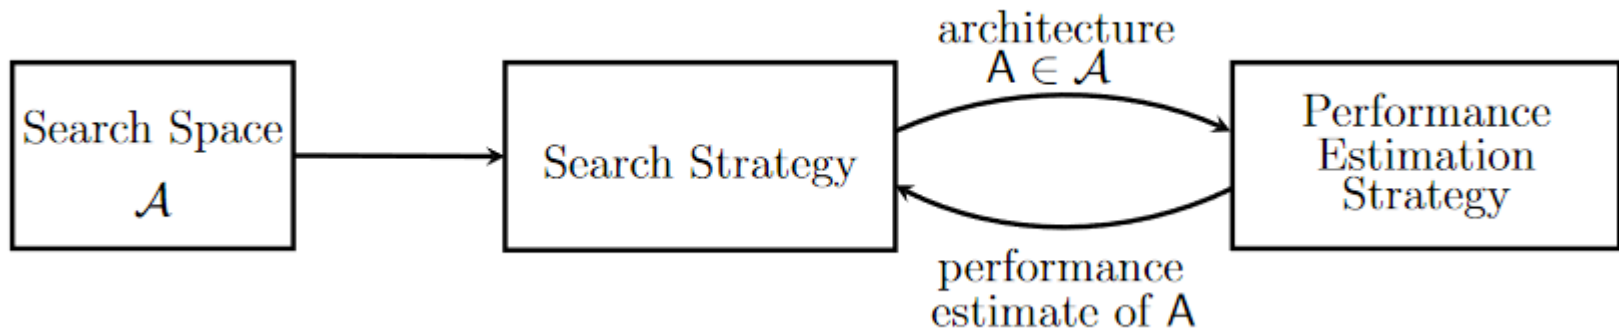 Search Space
𝒜
Search Strategy
architecture
A ∈ 𝒜
performance
estimate of A
Performance
Estimation
Strategy